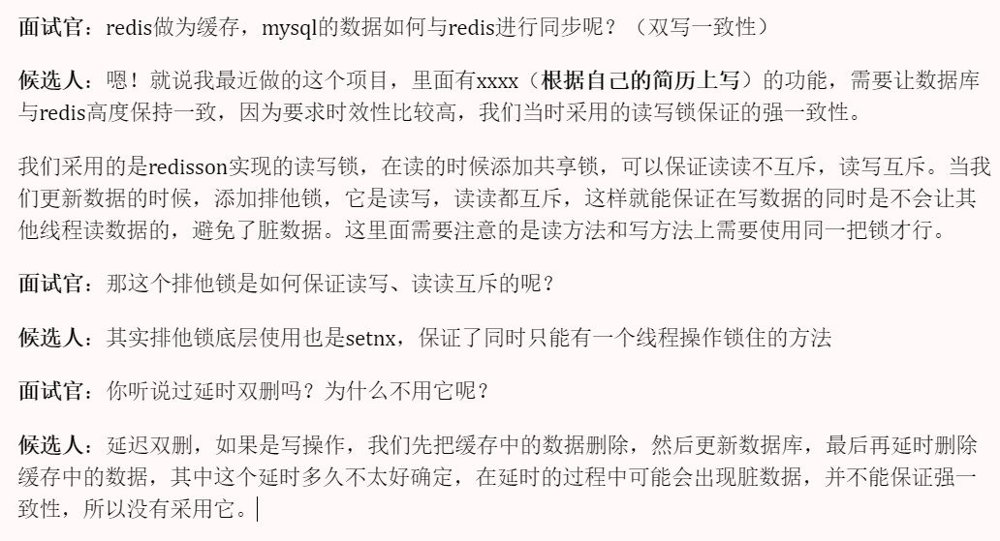 面试官：redis做为缓存，mysql的数据如何与redis进行同步呢？（双写一致性）
候选人：嗯！就说我最近做的这个项目，里面有xxxx（根据自己的简历上写）的功能，需要让数据库
与redis高度保持一致，因为要求时效性比较高，我们当时采用的读写锁保证的强一致性。
我们采用的是redisson实现的读写锁，在读的时候添加共享锁，可以保证读读不互斥，读写互斥。当我
们更新数据的时候，添加排他锁，它是读写，读读都互斥，这样就能保证在写数据的同时是不会让其
他线程读数据的，避免了脏数据。这里面需要注意的是读方法和写方法上需要使用同一把锁才行。
面试官：那这个排他锁是如何保证读写、读读互斥的呢？
候选人：其实排他锁底层使用也是setnx，保证了同时只能有一个线程操作锁住的方法
面试官：你听说过延时双删吗？为什么不用它呢？
候选人：延迟双删，如果是写操作，我们先把缓存中的数据删除，然后更新数据库，最后再延时删除
缓存中的数据，其中这个延时多久不太好确定，在延时的过程中可能会出现脏数据，并不能保证强一
致性，所以没有采用它。